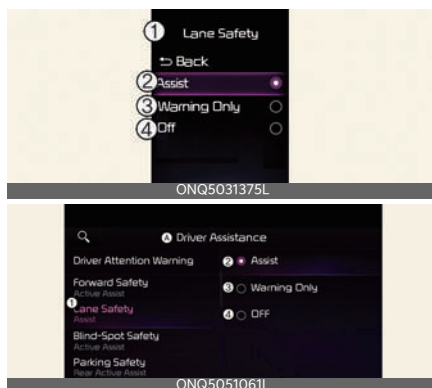 ① Lane Safety
⮌ Back
② Assist
③ Warning Only
④ Off
ONQ5031375L
Ⓐ Driver Assistance
Driver Attention Warning
② Assist
Forward Safety
Active Assist
③ Warning Only
① Lane Safety
Assist
④ OFF
Blind-Spot Safety
Active Assist
Parking Safety
Rear Active Assist
ONQ5051061L